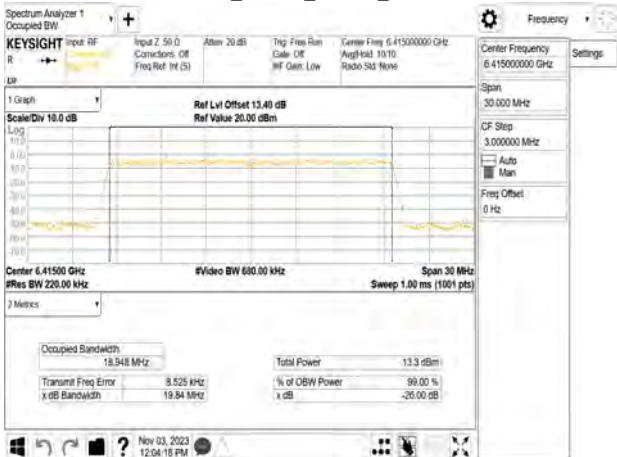 Spectrum Analyzer 1
Occupied BW
Frequency
KEYSIGHT Input: RF
Input Z: 50 Ω
Atten: 20 dB
Trig: Free Run
Center Freq: 6.415000000 GHz
R
Corrections: Off
Gate: Off
Avg|Hold: 10/10
Freq Ref: Int (S)
IF Gain: Low
Radio Std: None
1 Graph
Ref Lvl Offset 13.40 dB
Scale/Div 10.0 dB
Ref Value 20.00 dBm
Log
Center 6.41500 GHz
#Video BW 680.00 kHz
Span 30 MHz
#Res BW 220.00 kHz
Sweep 1.00 ms (1001 pts)
2 Metrics
Occupied Bandwidth
18.948 MHz
Total Power
13.3 dBm
Transmit Freq Error
8.525 kHz
% of OBW Power
99.00 %
x dB Bandwidth
19.84 MHz
x dB
-26.00 dB
Nov 03, 2023
12:04:18 PM
Center Frequency
6.415000000 GHz
Settings
Span
30.000 MHz
CF Step
3.000000 MHz
Auto
Man
Freq Offset
0 Hz